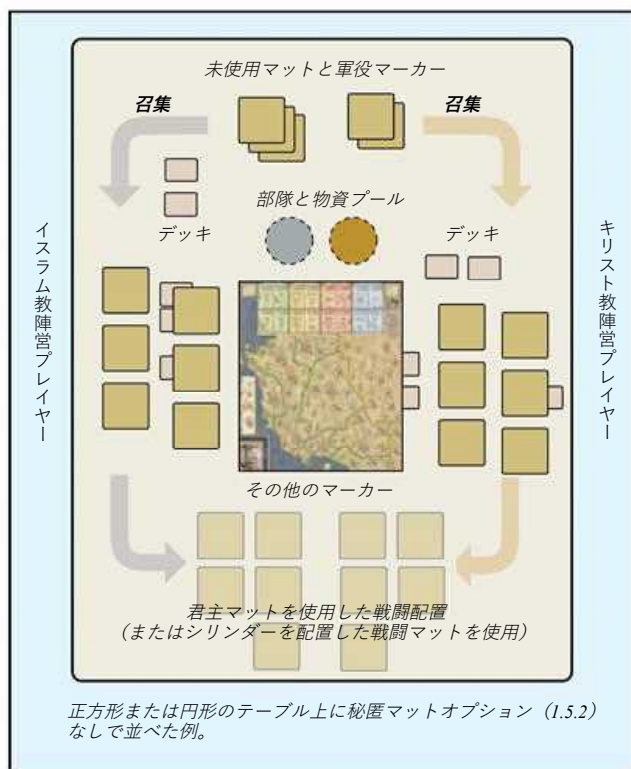 未使用マットと軍役マーカー
召集
召集
部隊と物資プール
デッキ
デッキ
イスラム教陣営プレイヤー
キリスト教陣営プレイヤー
その他のマーカー
君主マットを使用した戦闘配置
（またはシリンダーを配置した戦闘マットを使用）
正方形または円形のテーブル上に秘匿マットオプション（1.5.2）
なしで並べた例。